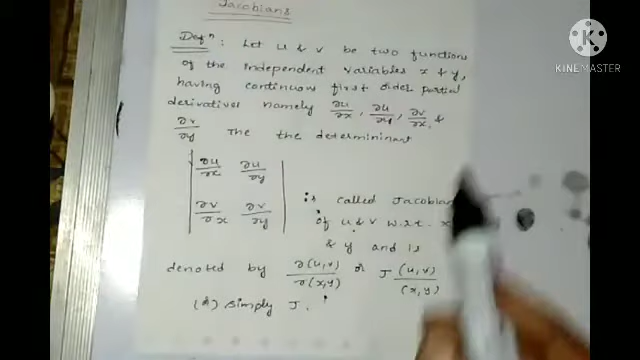 Jacobians
Defⁿ : Let u & v be two functions
of the independent variables x & y,
having continuous first order partial
derivatives namely ∂u/∂x, ∂u/∂y, ∂v/∂x, &
∂v/∂y The the determininant
| ∂u/∂x ∂u/∂y |
| ∂v/∂x ∂v/∂y | is called Jacobian
of u & v w.r.t. x
& y and is
denoted by ∂(u,v)/∂(x,y) or J (u,v)/(x,y)
(or) simply J.
KINEMASTER